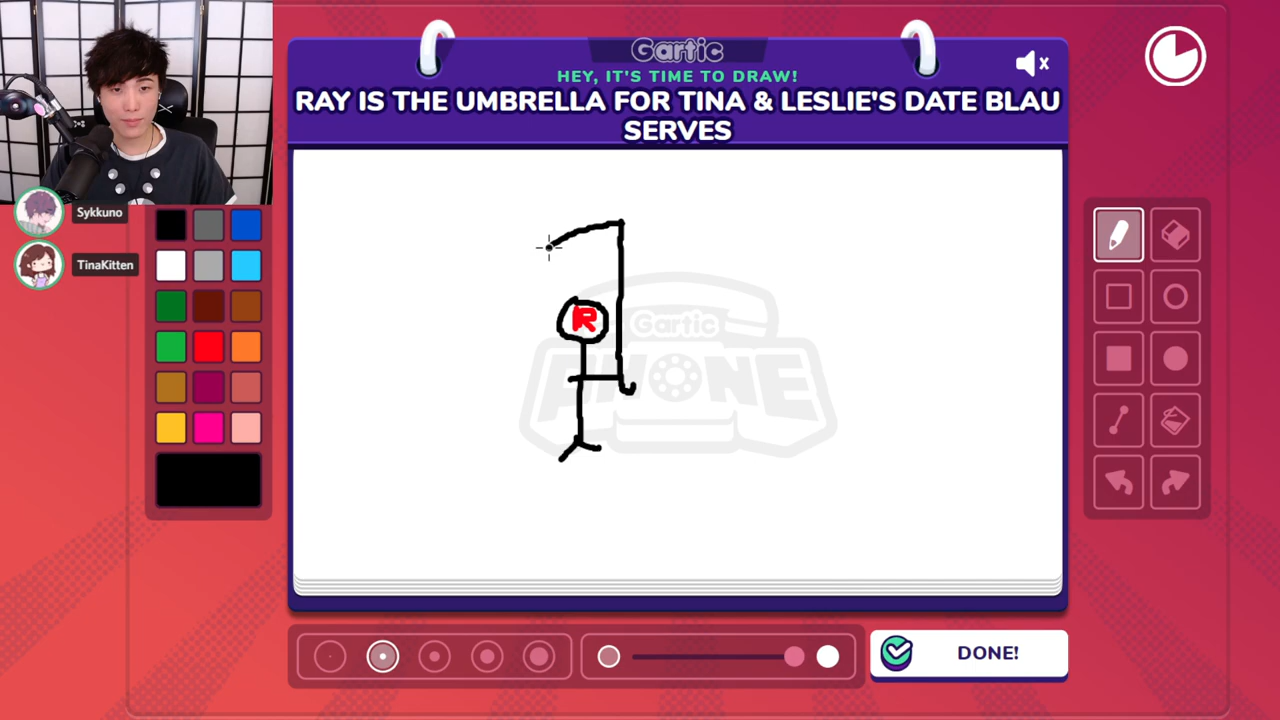 Gartic
HEY, IT'S TIME TO DRAW!
RAY IS THE UMBRELLA FOR TINA & LESLIE'S DATE BLAU
SERVES
Sykkuno
TinaKitten
R
Gartic
PHONE
DONE!